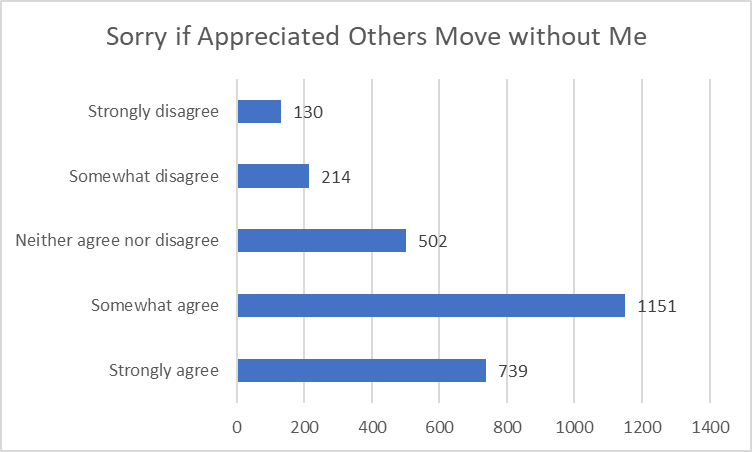 Sorry if Appreciated Others Move without Me
Strongly disagree 130
Somewhat disagree 214
Neither agree nor disagree 502
Somewhat agree 1151
Strongly agree 739
0 200 400 600 800 1000 1200 1400